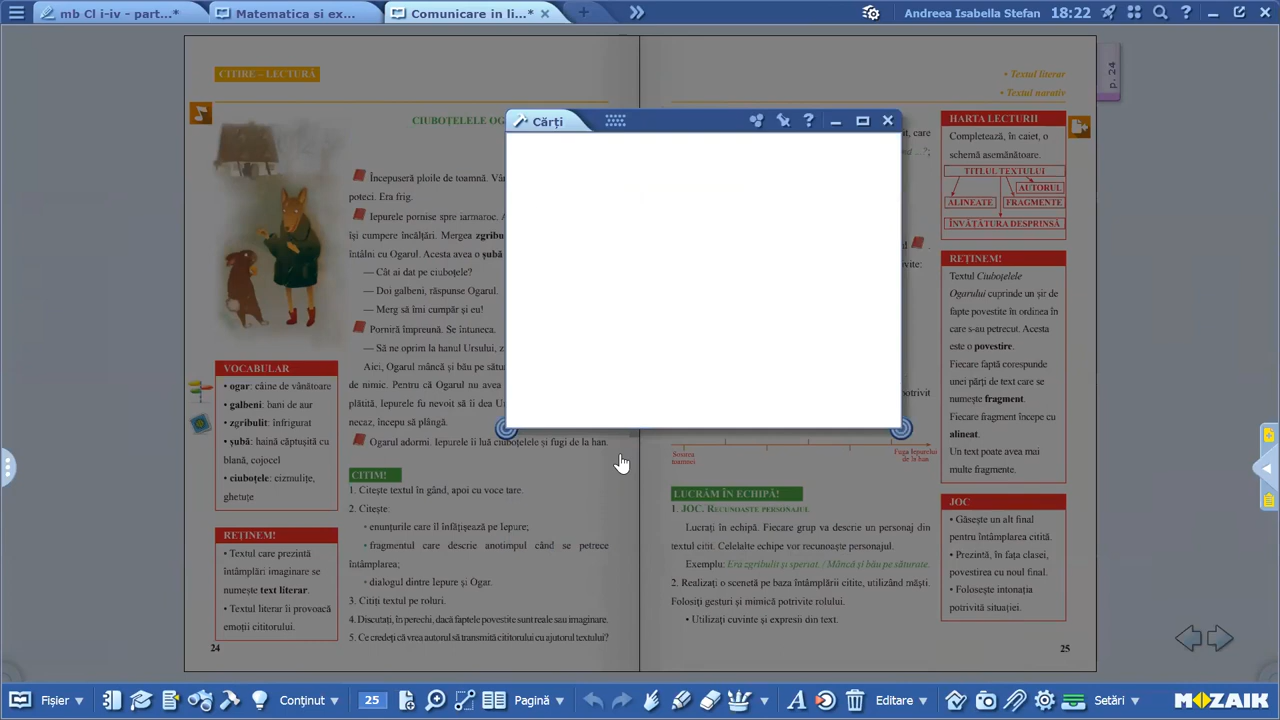 mb Cl i-iv - part...*
Matematica si ex...
Comunicare in li...*
Andreea Isabella Stefan
18:22
CITIRE – LECTURĂ
CIUBOȚELELE OG
Începuseră ploile de toamnă. Vân
poteci. Era frig.
Iepurele pornise spre iarmaroc. A
își cumpere încălțări. Mergea zgribul
întâlni cu Ogarul. Acesta avea o șubă
— Cât ai dat pe ciuboțele?
— Doi galbeni, răspunse Ogarul.
— Merg să îmi cumpăr și eu!
Porniră împreună. Se întuneca.
— Să ne oprim la hanul Ursului, z
Aici, Ogarul mâncă și bău pe sătur
de nimic. Pentru că Ogarul nu avea
plătită, Iepurele fu nevoit să îi dea Ur
necaz, începu să plângă.
Ogarul adormi. Iepurele îi luă ciuboțelele și fugi de la han.
VOCABULAR
• ogar: câine de vânătoare
• galbeni: bani de aur
• zgribulit: înfrigurat
• șubă: haină căptușită cu
blană, cojocel
• ciuboțele: cizmulițe,
ghetuțe
REȚINEM!
• Textul care prezintă
întâmplări imaginare se
numește text literar.
• Textul literar îi provoacă
emoții cititorului.
CITIM!
1. Citește textul în gând, apoi cu voce tare.
2. Citește:
• enunțurile care îl înfățișează pe Iepure;
• fragmentul care descrie anotimpul când se petrece
întâmplarea;
• dialogul dintre Iepure și Ogar.
3. Citiți textul pe roluri.
4. Discutați, în perechi, dacă faptele povestite sunt reale sau imaginare.
5. Ce credeți că vrea autorul să transmită cititorului cu ajutorul textului?
24
Cărți
• Textul literar
• Textul narativ
p. 24
t, care
nd ...?;
l
vite:
potrivit
Sosirea
toamnei
Fuga Iepurelui
de la han
LUCRĂM ÎN ECHIPĂ!
1. JOC. RECUNOAȘTE PERSONAJUL
Lucrați în echipă. Fiecare grup va descrie un personaj din
textul citit. Celelalte echipe vor recunoaște personajul.
Exemplu: Era zgribulit și speriat. / Mâncă și bău pe săturate.
2. Realizați o scenetă pe baza întâmplării citite, utilizând măști.
Folosiți gesturi și mimică potrivite rolului.
• Utilizați cuvinte și expresii din text.
HARTA LECTURII
Completează, în caiet, o
schemă asemănătoare.
TITLUL TEXTULUI
AUTORUL
ALINEATE
FRAGMENTE
ÎNVĂȚĂTURA DESPRINSĂ
REȚINEM!
Textul Ciuboțelele
Ogarului cuprinde un șir de
fapte povestite în ordinea în
care s-au petrecut. Acesta
este o povestire.
Fiecare faptă corespunde
unei părți de text care se
numește fragment.
Fiecare fragment începe cu
alineat.
Un text poate avea mai
multe fragmente.
JOC
• Găsește un alt final
pentru întâmplarea citită.
• Prezintă, în fața clasei,
povestirea cu noul final.
• Folosește intonația
potrivită situației.
25
Fișier
Conținut
25
Pagină
Editare
Setări
MOZAIK